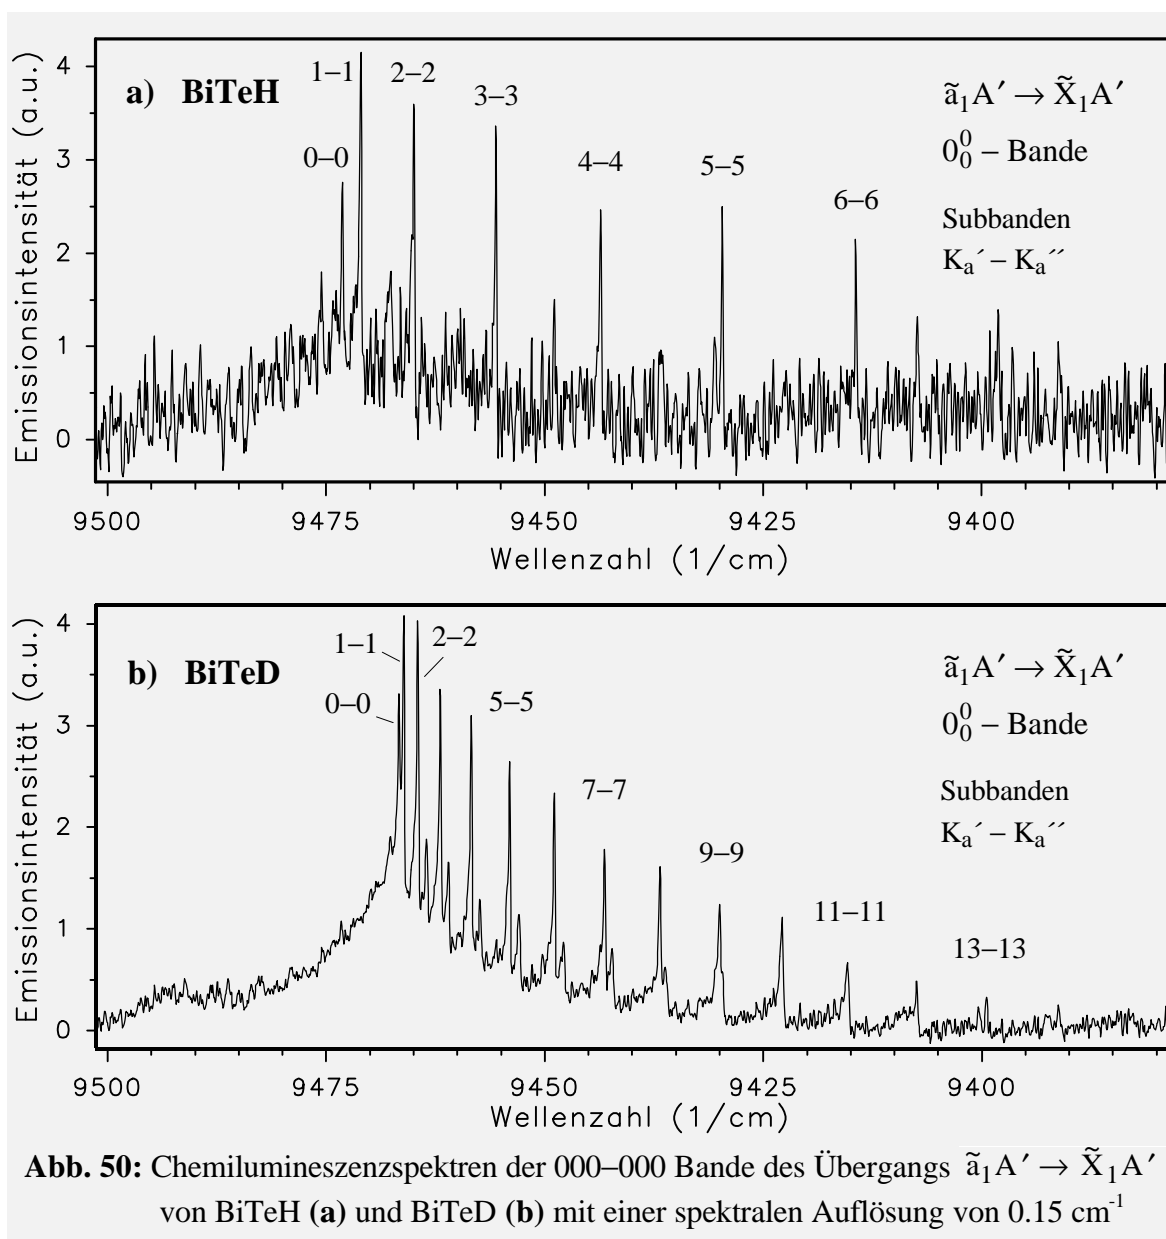 a) BiTeH
1–1
2–2
3–3
0–0
4–4
5–5
6–6
ã₁A′ → X̃₁A′
0⁰₀ – Bande
Subbanden
Kₐ´ – Kₐ´´
Emissionsintensität (a.u.)
4
3
2
1
0
9500 9475 9450 9425 9400
Wellenzahl (1/cm)
b) BiTeD
1–1
2–2
0–0
5–5
7–7
9–9
11–11
13–13
ã₁A′ → X̃₁A′
0⁰₀ – Bande
Subbanden
Kₐ´ – Kₐ´´
Emissionsintensität (a.u.)
4
3
2
1
0
9500 9475 9450 9425 9400
Wellenzahl (1/cm)
Abb. 50: Chemilumineszenzspektren der 000–000 Bande des Übergangs ã₁A′ → X̃₁A′
von BiTeH (a) und BiTeD (b) mit einer spektralen Auflösung von 0.15 cm⁻¹